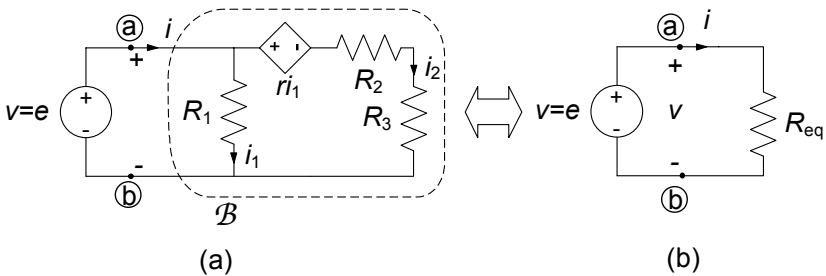 a i a i
+ + - i2 +
v=e + - ri1 R2 v=e + - v Req
R1 R3
- i1 -
b b
B
(a) (b)